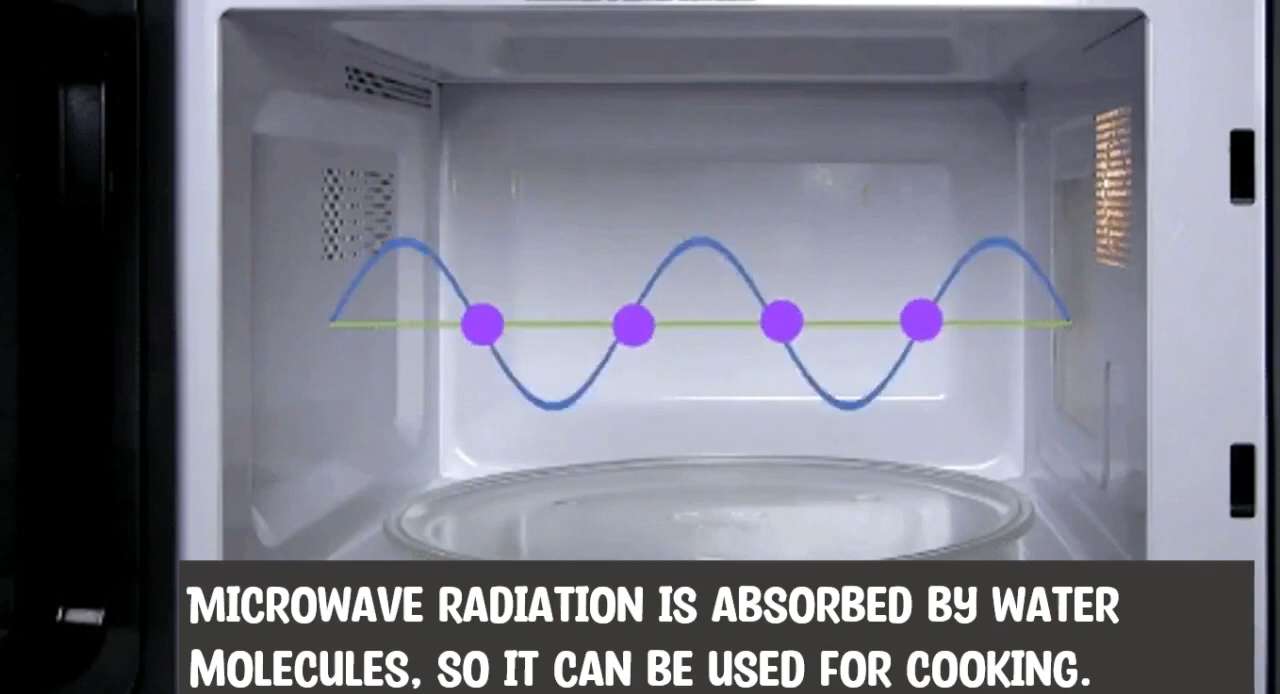 MICROWAVE RADIATION IS ABSORBED BY WATER
MOLECULES, SO IT CAN BE USED FOR COOKING.